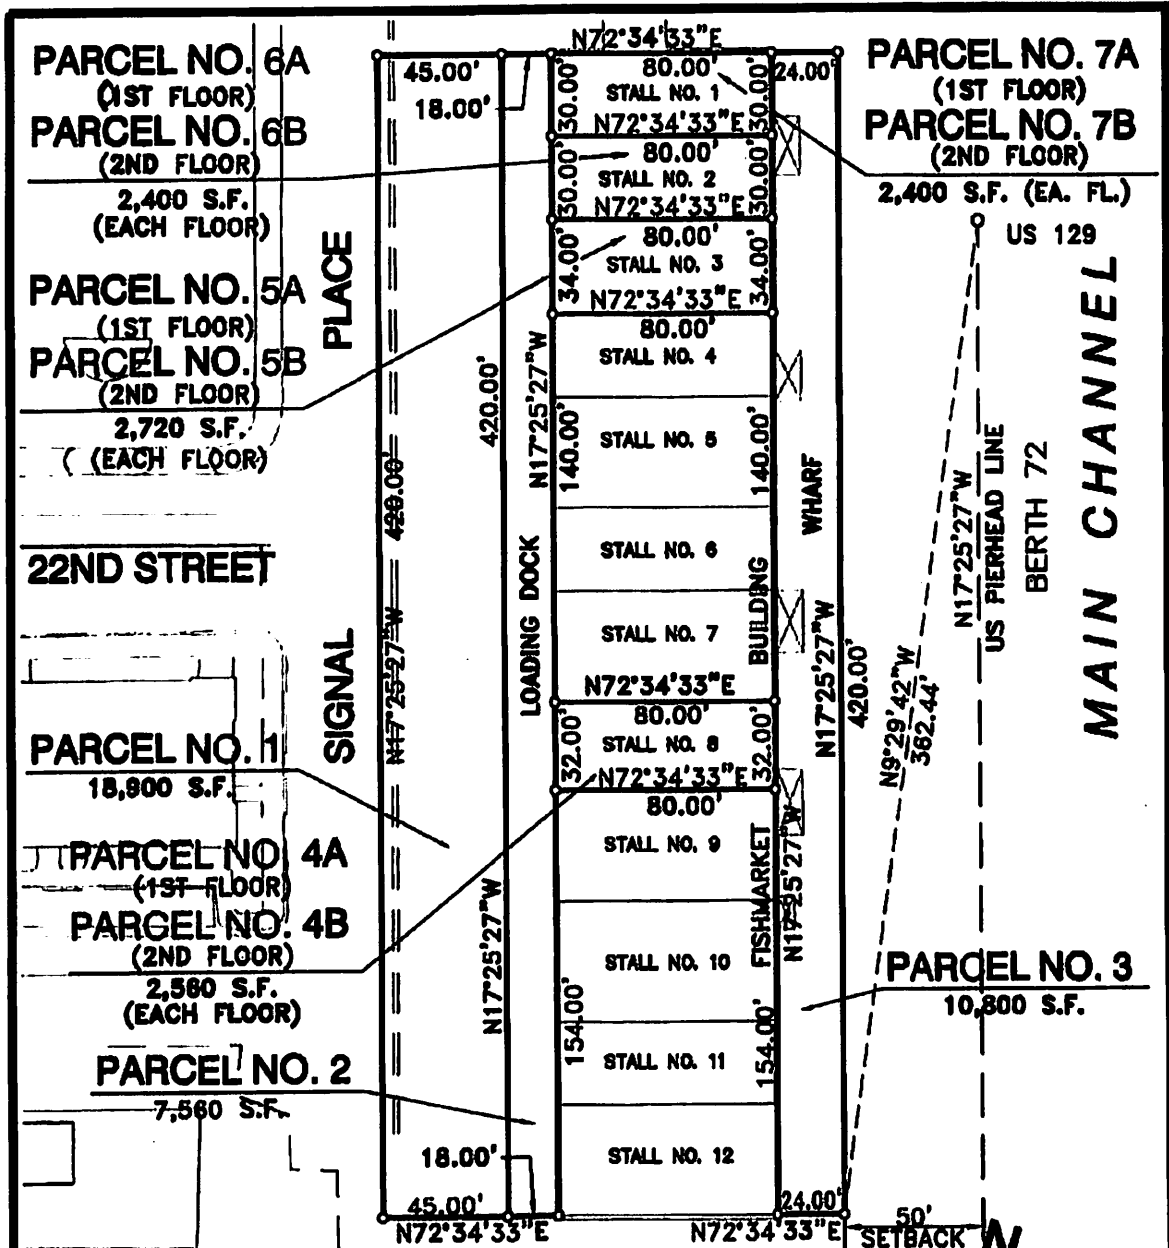 PARCEL NO. 6A
(1ST FLOOR)
PARCEL NO. 6B
(2ND FLOOR)
2,400 S.F.
(EACH FLOOR)
PARCEL NO. 5A
(1ST FLOOR)
PARCEL NO. 5B
(2ND FLOOR)
2,720 S.F.
(EACH FLOOR)
22ND STREET
PARCEL NO. 1
18,900 S.F.
PARCEL NO. 4A
(1ST FLOOR)
PARCEL NO. 4B
(2ND FLOOR)
2,560 S.F.
(EACH FLOOR)
PARCEL NO. 2
7,560 S.F.
SIGNAL PLACE
N17°25'27"W 420.00'
45.00'
18.00'
420.00'
N17°25'27"W
LOADING DOCK
N17°25'27"W
18.00'
45.00'
N72°34'33"E
N72°34'33"E
80.00'
24.00'
30.00'
STALL NO. 1
30.00'
N72°34'33"E
80.00'
30.00'
STALL NO. 2
30.00'
N72°34'33"E
80.00'
34.00'
STALL NO. 3
34.00'
N72°34'33"E
80.00'
STALL NO. 4
140.00'
STALL NO. 5
140.00'
STALL NO. 6
STALL NO. 7
N72°34'33"E
80.00'
32.00'
STALL NO. 8
32.00'
N72°34'33"E
80.00'
STALL NO. 9
STALL NO. 10
154.00'
STALL NO. 11
154.00'
STALL NO. 12
FISHMARKET BUILDING
N17°25'27"W
WHARF
N17°25'27"W
420.00'
24.00'
N72°34'33"E
PARCEL NO. 7A
(1ST FLOOR)
PARCEL NO. 7B
(2ND FLOOR)
2,400 S.F. (EA. FL.)
US 129
N17°25'27"W
US PIERHEAD LINE
BERTH 72
MAIN CHANNEL
N9°29'42"W
362.44'
PARCEL NO. 3
10,800 S.F.
50'
SETBACK
N